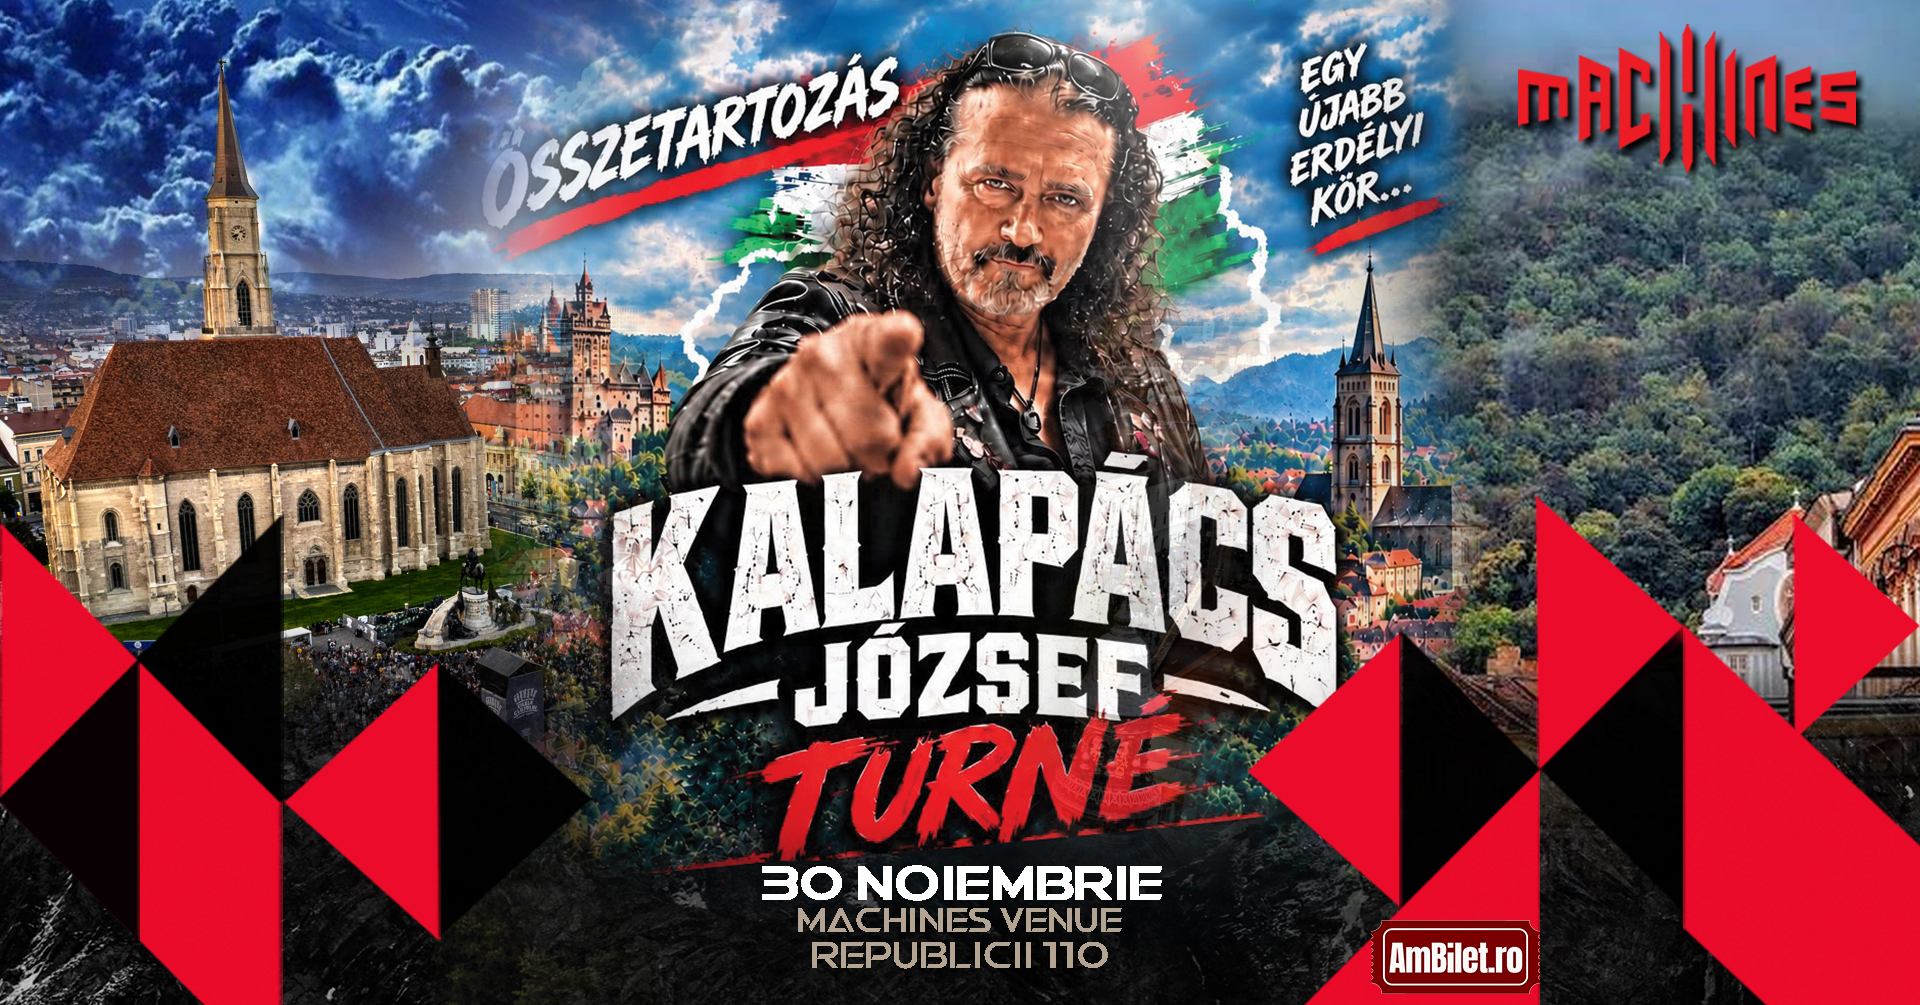 ÖSSZETARTOZÁS
EGY
ÚJABB
ERDÉLYI
KÖR...
MACHINES
KALAPÁCS
JÓZSEF
TURNÉ
30 NOIEMBRIE
MACHINES VENUE
REPUBLICII 110
AmBilet.ro